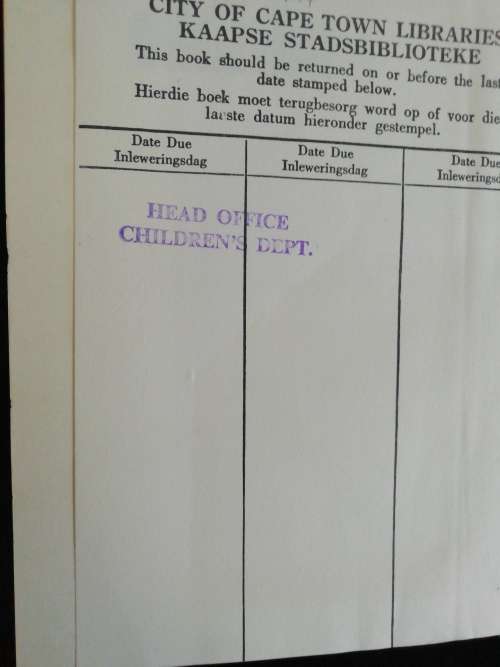 CITY OF CAPE TOWN LIBRARIES
KAAPSE STADSBIBLIOTEKE
This book should be returned on or before the last
date stamped below.
Hierdie boek moet terugbesorg word op of voor die
laaste datum hieronder gestempel.
Date Due
Inleweringsdag
Date Due
Inleweringsdag
Date Due
Inleweringsd
HEAD OFFICE
CHILDREN'S DEPT.